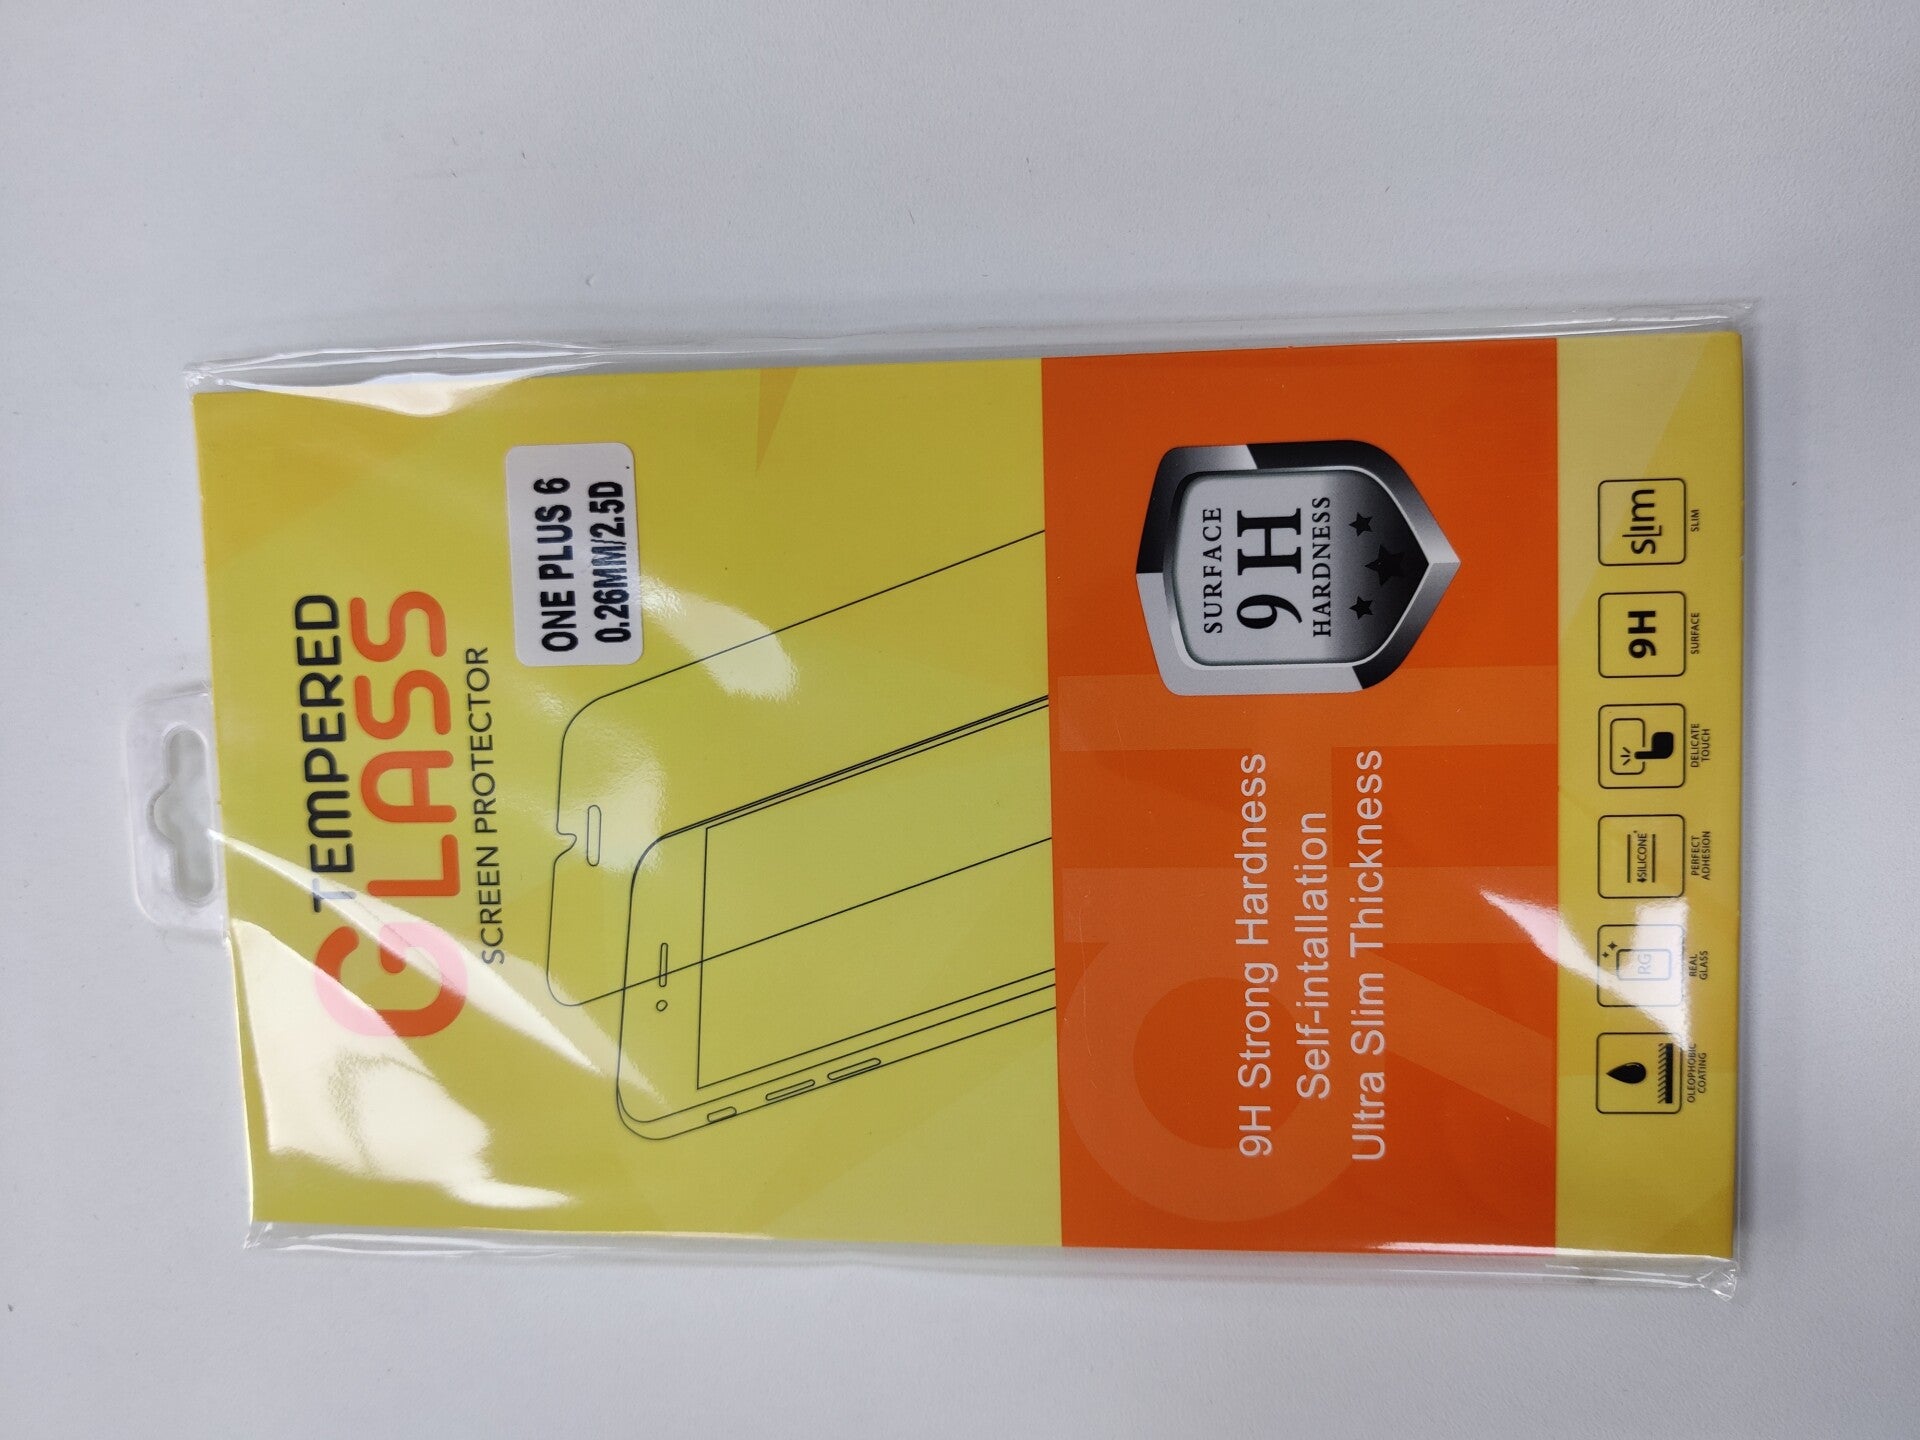 TEMPERED
GLASS
SCREEN PROTECTOR
ONE PLUS 6
0.26MM/2.5D
SURFACE
9H
HARDNESS
9H Strong Hardness
Self-intallation
Ultra Slim Thickness
9H
OLEOPHOBIC
COATING
RG
REAL
GLASS
SILICONE
PERFECT
ADHESION
DELICATE
TOUCH
9H
SURFACE
slim
SLIM